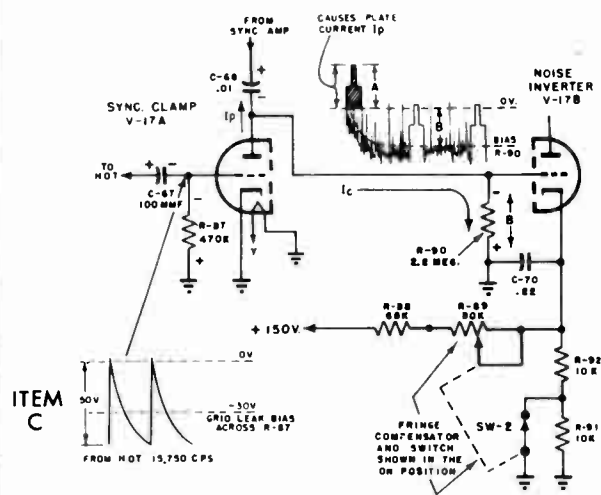 FROM
SYNC AMP
CAUSES PLATE
CURRENT Ip
C-68
.01
+
-
A
0V.
NOISE
INVERTER
V-17B
SYNC. CLAMP
V-17A
Ip
B
BIAS
R-90
TO
HOT
+ -
C-67
100MMF
-
R-87
470K
+
Y
Ic
-
B
+
R-90
2.2 MEG.
C-70
.22
+150V.
R-88
68K
R-89
80K
R-92
10K
0V
50V
-30V
GRID LEAK BIAS
ACROSS R-87
ITEM
C
FROM HOT 15,750 CPS
FRINGE
COMPENSATOR
AND SWITCH
SHOWN IN THE
ON POSITION
SW-2
R-91
10K